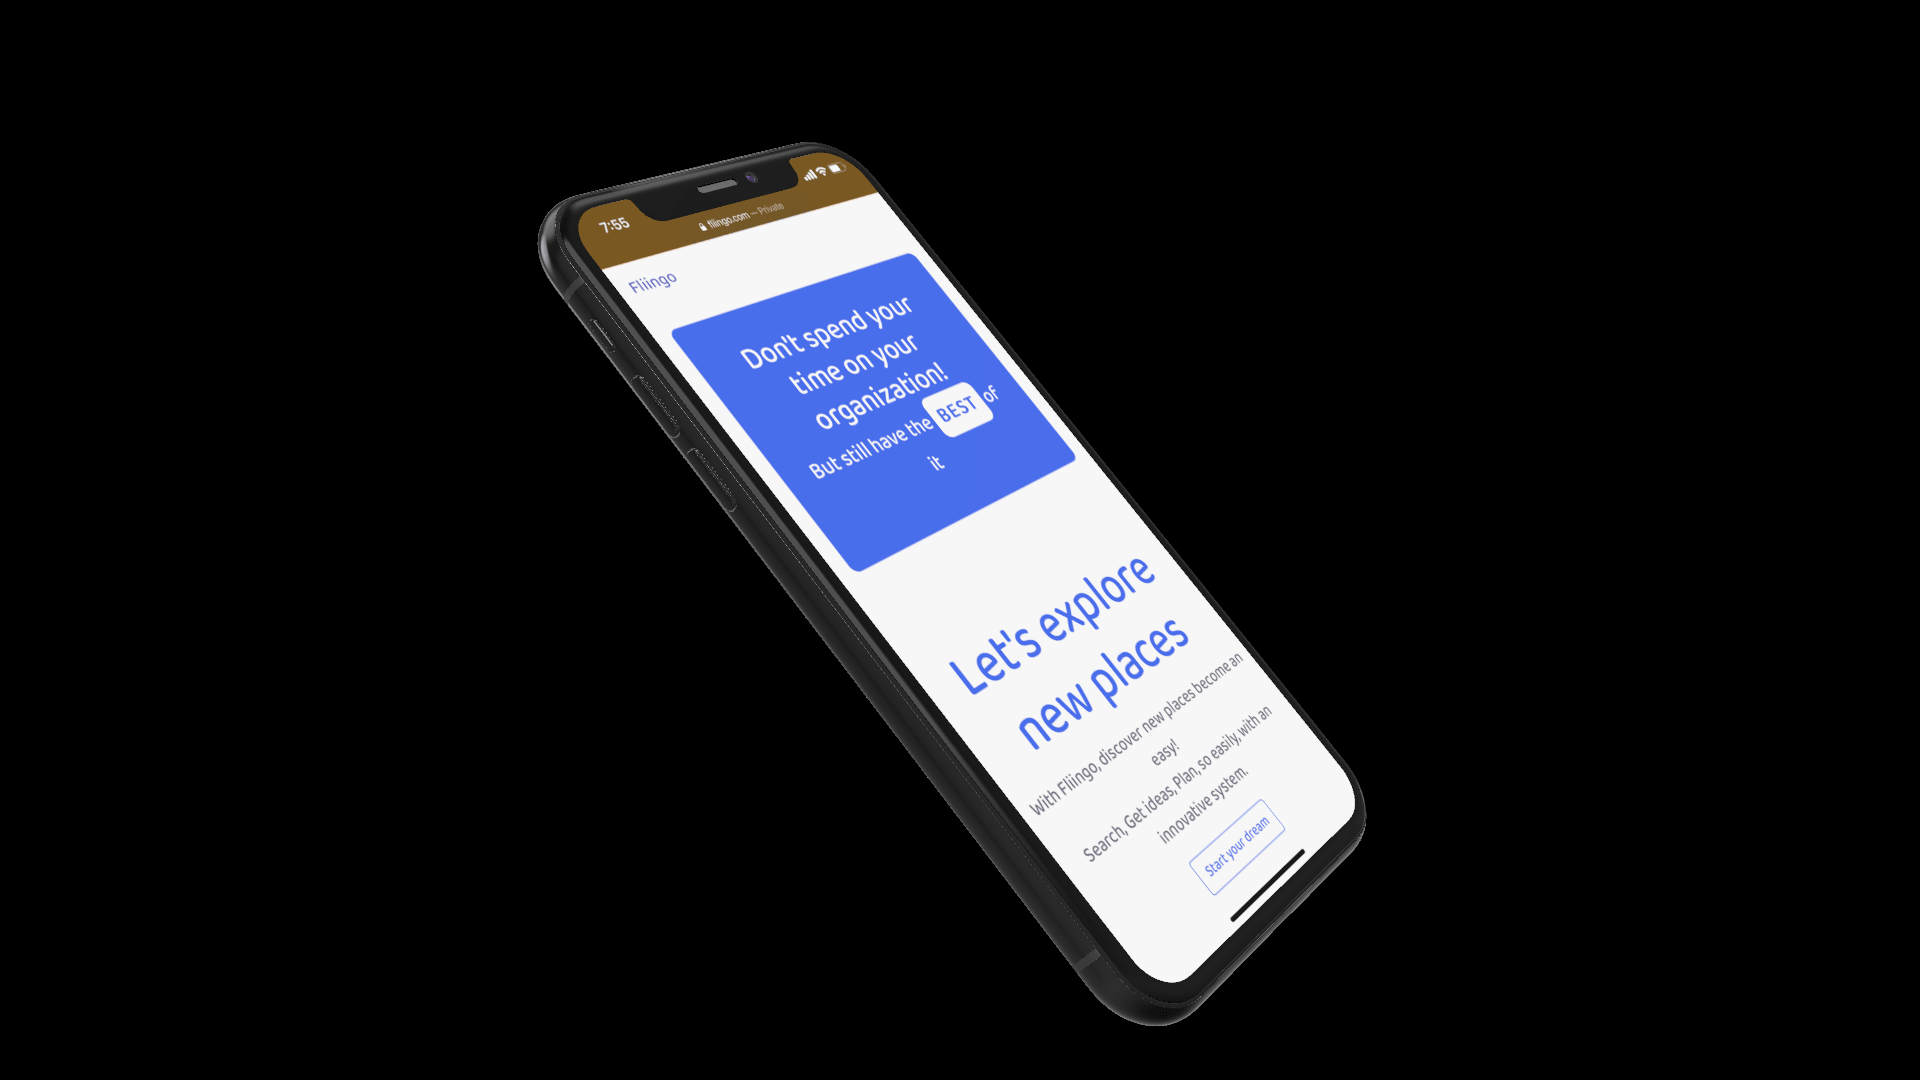 7:55
fliingo.com — Private
Fliingo
Don't spend your
time on your
organization!
But still have the BEST of
it
Let's explore
new places
With Fliingo, discover new places become an
easy!
Search, Get ideas, Plan, so easily, with an
innovative system.
Start your dream